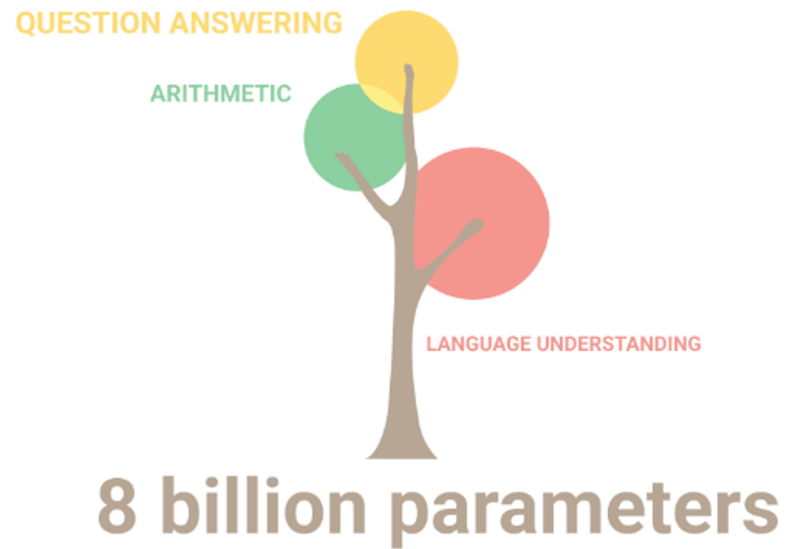 QUESTION ANSWERING
ARITHMETIC
LANGUAGE UNDERSTANDING
8 billion parameters